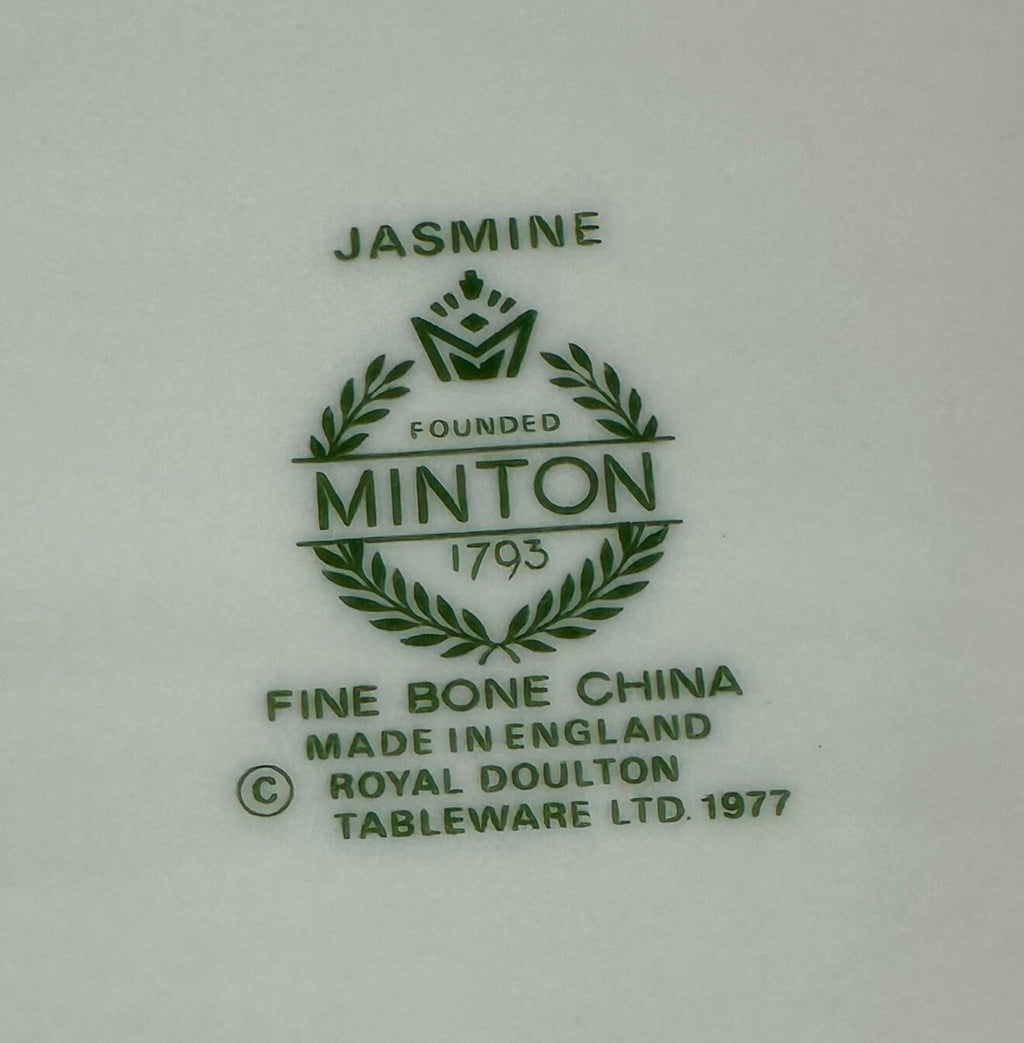 JASMINE
FOUNDED
MINTON
1793
FINE BONE CHINA
MADE IN ENGLAND
© ROYAL DOULTON
TABLEWARE LTD. 1977